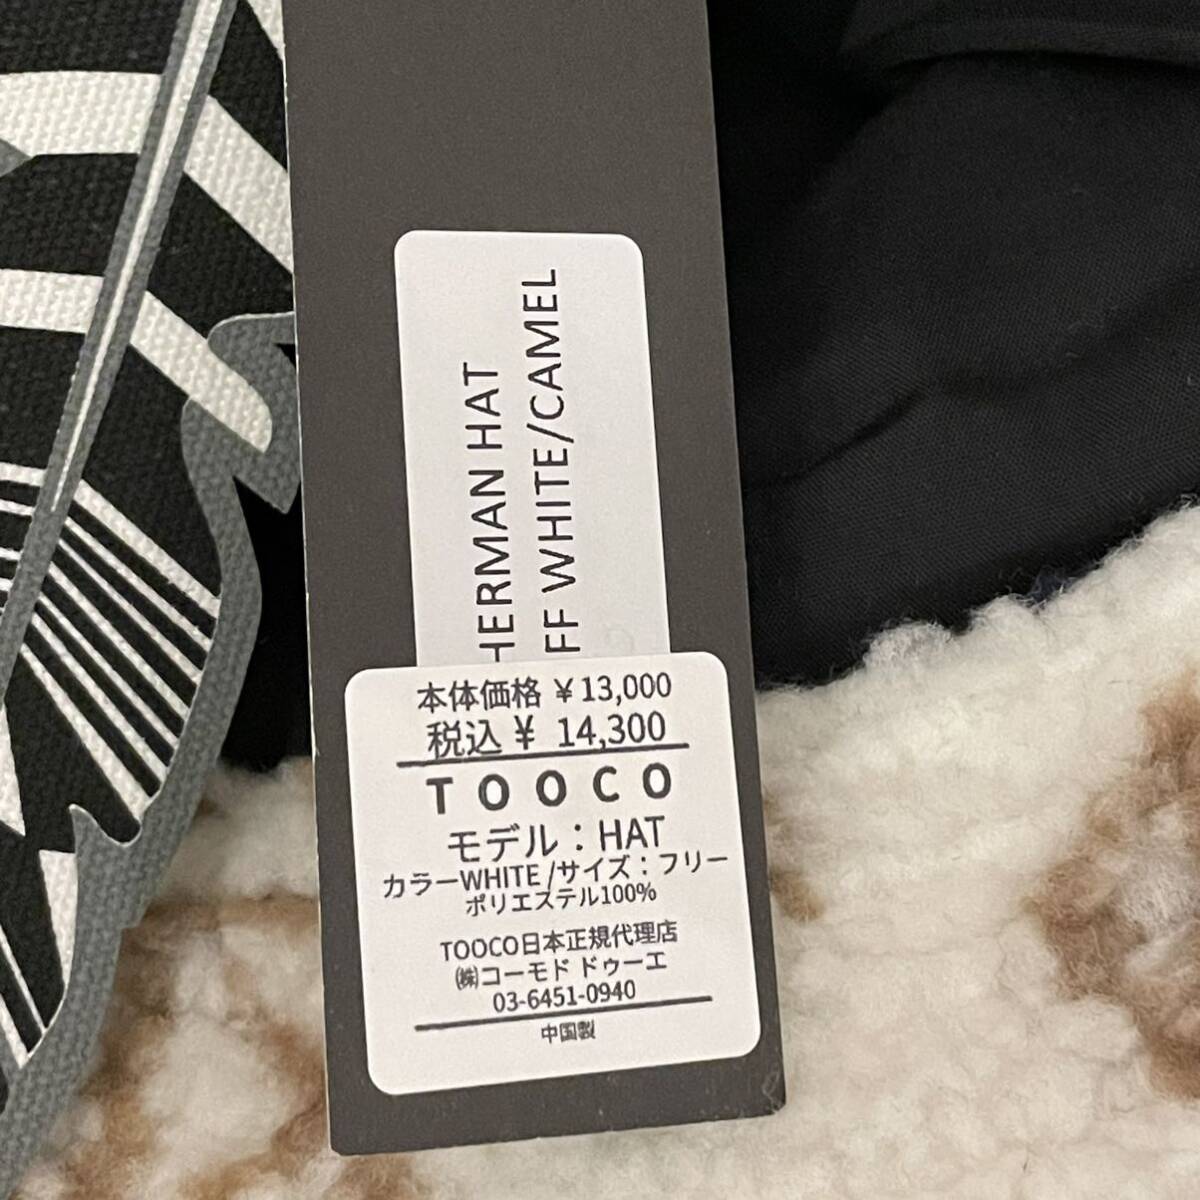 HERMAN HAT
FF WHITE/CAMEL
本体価格 ¥13,000
税込 ¥ 14,300
TOOCO
モデル：HAT
カラーWHITE /サイズ：フリー
ポリエステル100%
TOOCO日本正規代理店
㈱コーモド ドゥーエ
03-6451-0940
中国製